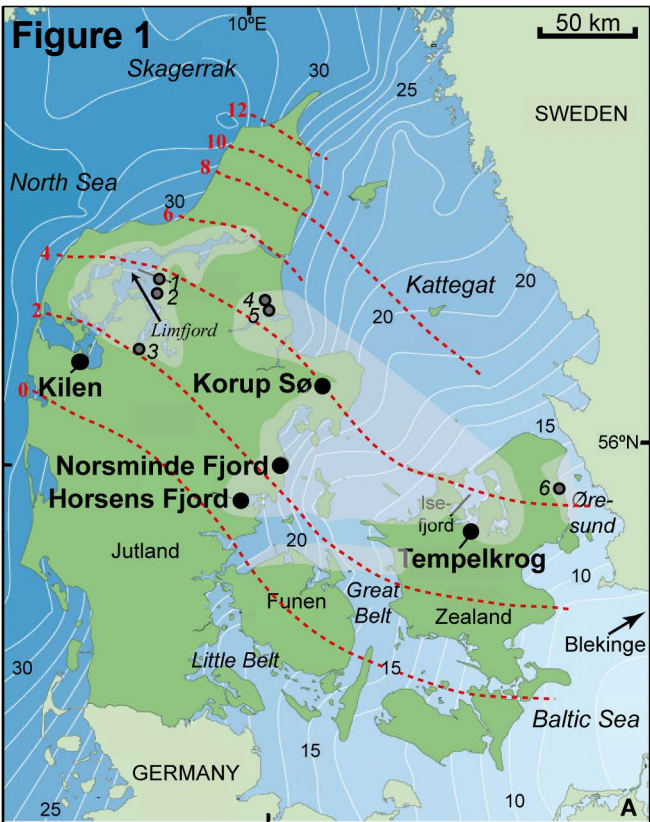 Figure 1
10°E
50 km
Skagerrak
30
25
SWEDEN
12
10
8
North Sea
30
6
4
Kattegat
20
1
2
4
5
20
Limfjord
2
3
Kilen
Korup Sø
0
15
56°N
Norsminde Fjord
Horsens Fjord
Ise-
fjord
6
Øre-
sund
20
Jutland
Tempelkrog
10
Great
Belt
Funen
Zealand
Blekinge
Little Belt
15
30
Baltic Sea
15
GERMANY
25
10
A